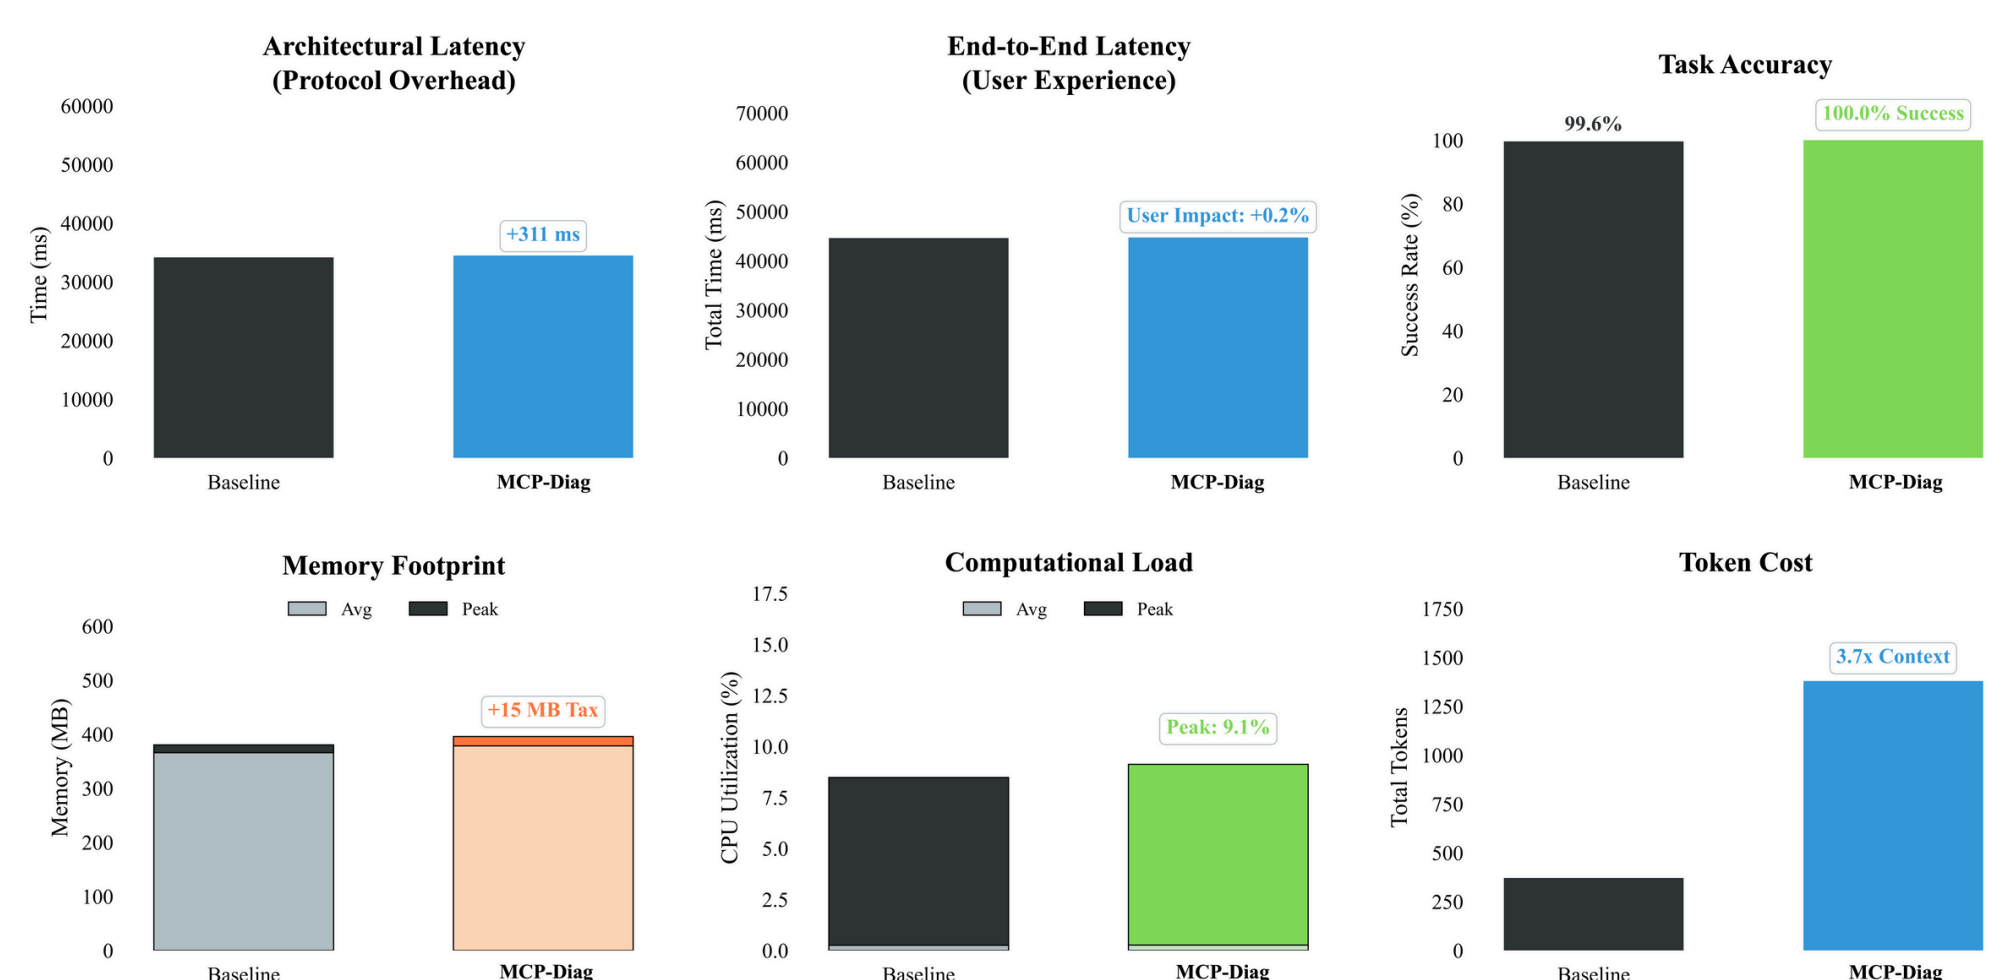 Architectural Latency
(Protocol Overhead)
60000
50000
40000
30000
20000
10000
0
Time (ms)
+311 ms
Baseline
MCP-Diag
End-to-End Latency
(User Experience)
70000
60000
50000
40000
30000
20000
10000
0
Total Time (ms)
User Impact: +0.2%
Baseline
MCP-Diag
Task Accuracy
100
80
60
40
20
0
Success Rate (%)
99.6%
100.0% Success
Baseline
MCP-Diag
Memory Footprint
Avg
Peak
600
500
400
300
200
100
0
Memory (MB)
+15 MB Tax
Baseline
MCP-Diag
Computational Load
Avg
Peak
17.5
15.0
12.5
10.0
7.5
5.0
2.5
0.0
CPU Utilization (%)
Peak: 9.1%
Baseline
MCP-Diag
Token Cost
1750
1500
1250
1000
750
500
250
0
Total Tokens
3.7x Context
Baseline
MCP-Diag